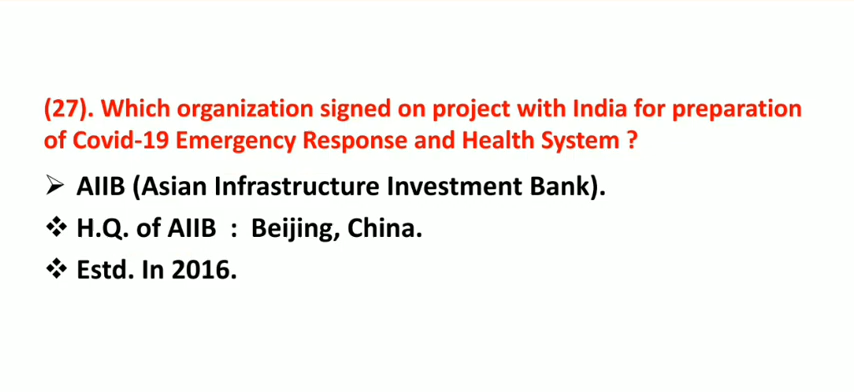 (27). Which organization signed on project with India for preparation
of Covid-19 Emergency Response and Health System ?
➢ AIIB (Asian Infrastructure Investment Bank).
❖ H.Q. of AIIB : Beijing, China.
❖ Estd. In 2016.